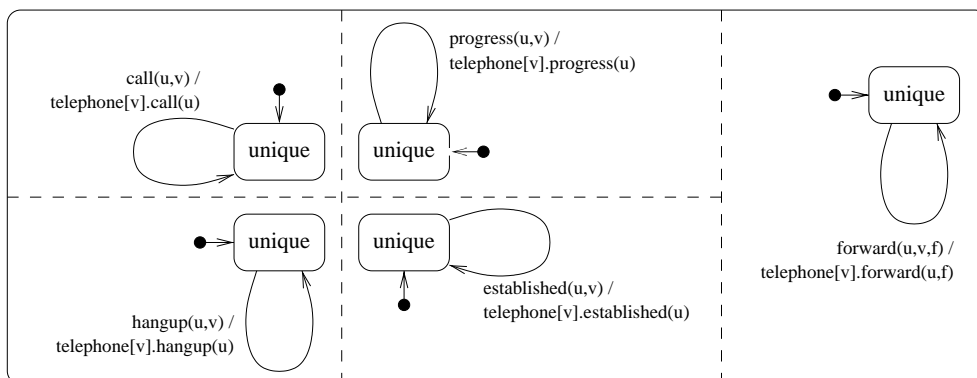 call(u,v) /
telephone[v].call(u)
unique
progress(u,v) /
telephone[v].progress(u)
unique
unique
forward(u,v,f) /
telephone[v].forward(u,f)
unique
hangup(u,v) /
telephone[v].hangup(u)
unique
established(u,v) /
telephone[v].established(u)